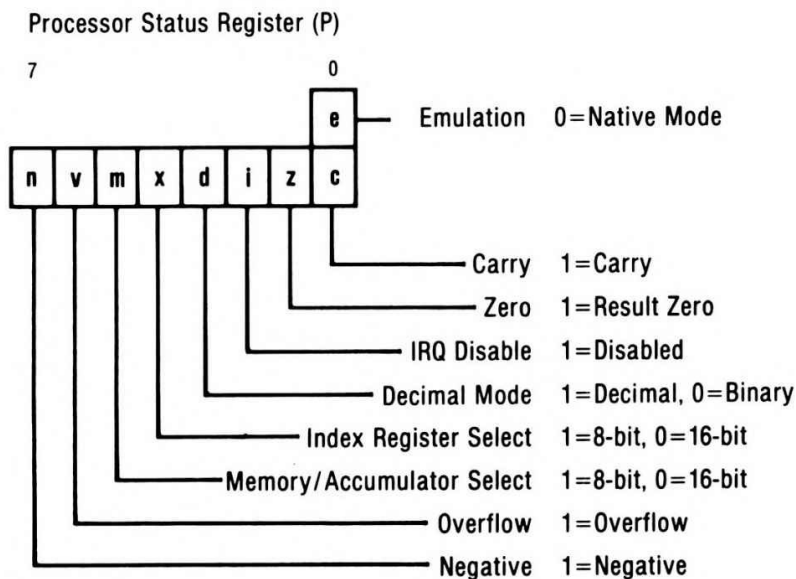 Processor Status Register (P)
7 0
e Emulation 0=Native Mode
n v m x d i z c
Carry 1=Carry
Zero 1=Result Zero
IRQ Disable 1=Disabled
Decimal Mode 1=Decimal, 0=Binary
Index Register Select 1=8-bit, 0=16-bit
Memory/Accumulator Select 1=8-bit, 0=16-bit
Overflow 1=Overflow
Negative 1=Negative